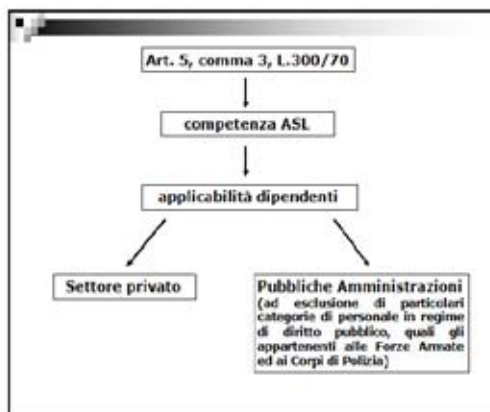 Art. 5, comma 3, L.300/70
competenza ASL
applicabilità dipendenti
Settore privato
Pubbliche Amministrazioni
(ad esclusione di particolari
categorie di personale in regime
di diritto pubblico, quali gli
appartenenti alle Forze Armate
ed ai Corpi di Polizia)